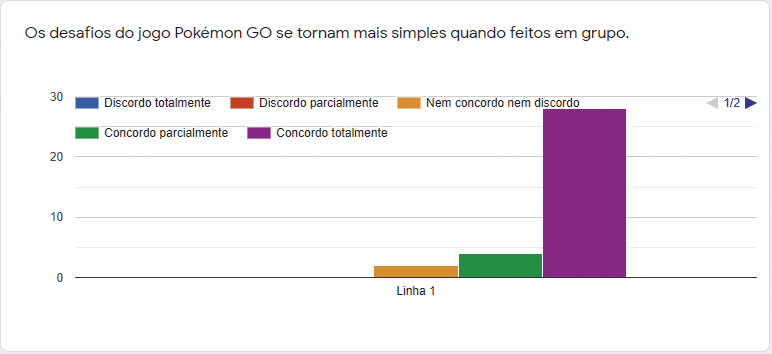 Os desafios do jogo Pokémon GO se tornam mais simples quando feitos em grupo.
30
Discordo totalmente
Discordo parcialmente
Nem concordo nem discordo
1/2
Concordo parcialmente
Concordo totalmente
20
10
0
Linha 1